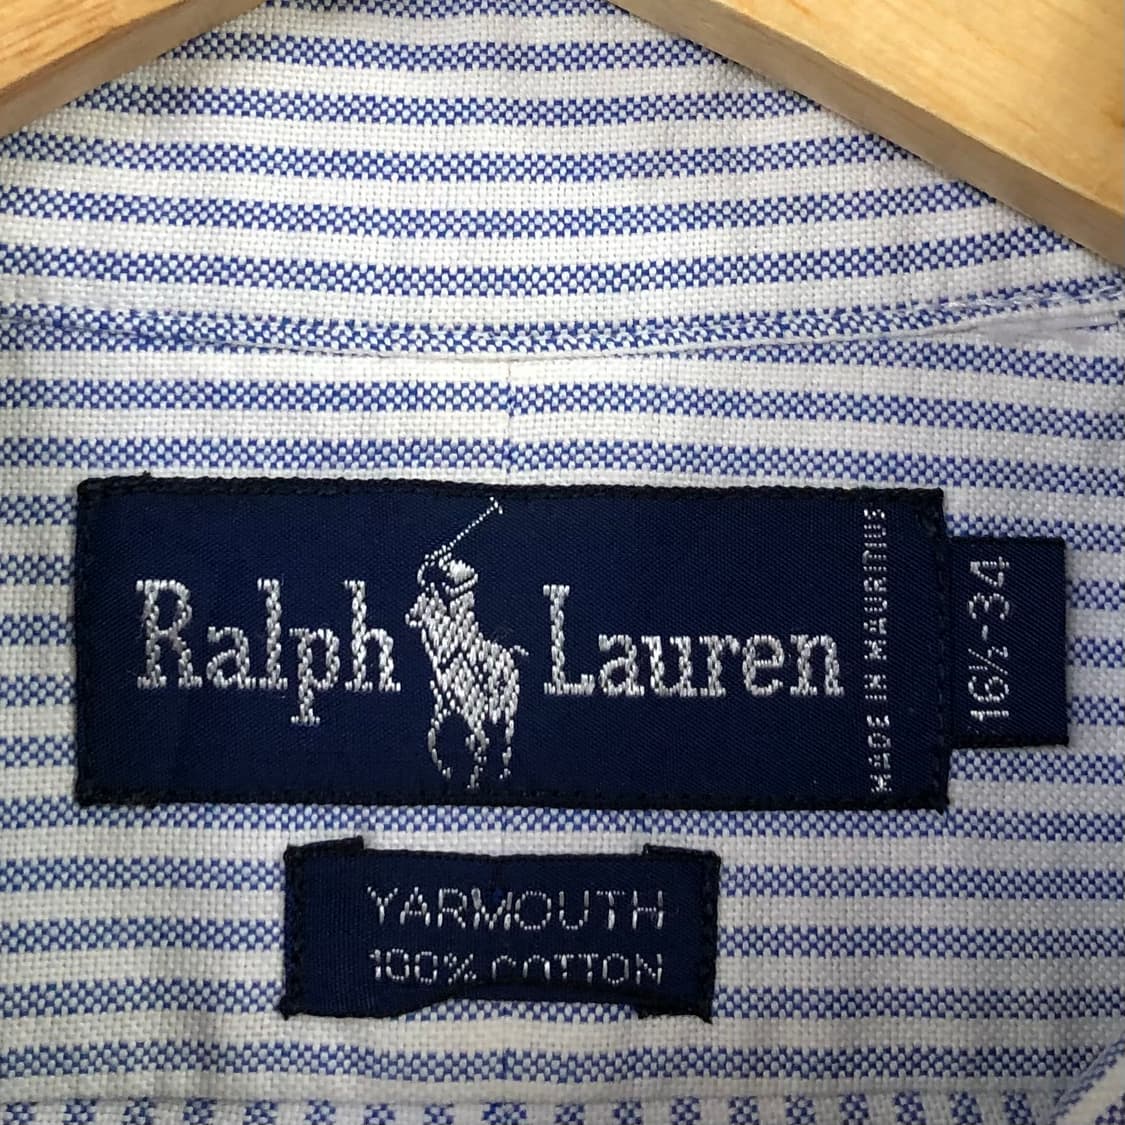 Ralph Lauren
MADE IN MAURITIUS
16½-34
YARMOUTH
100% COTTON